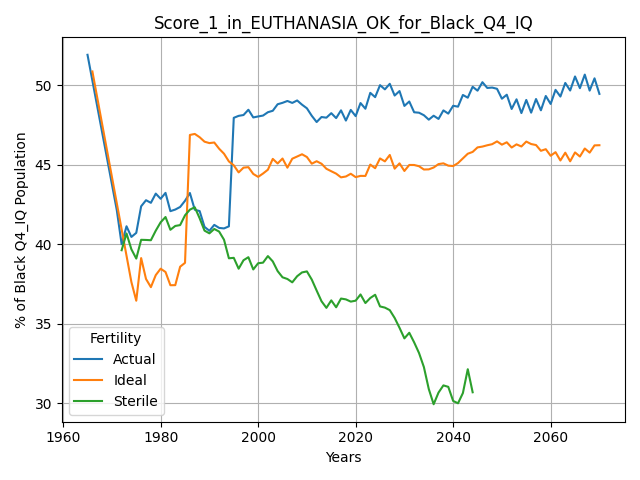 Score_1_in_EUTHANASIA_OK_for_Black_Q4_IQ
% of Black Q4_IQ Population
50
45
40
35
30
Fertility
Actual
Ideal
Sterile
1960
1980
2000
2020
2040
2060
Years